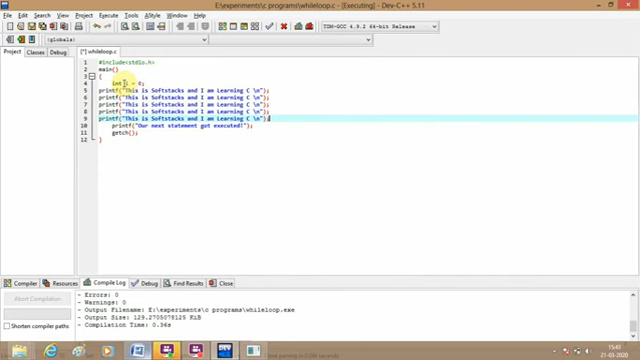 E:\experiments\c programs\whileloop.c - [Executing] - Dev-C++ 5.11
File Edit Search View Project Execute Tools AStyle Window Help
TDM-GCC 4.9.2 64-bit Release
(globals)
Project Classes Debug
[*] whileloop.c
1 #include<stdio.h>
2 main()
3 {
4 int i = 0;
5 printf("This is Softstacks and I am Learning C \n");
6 printf("This is Softstacks and I am Learning C \n");
7 printf("This is Softstacks and I am Learning C \n");
8 printf("This is Softstacks and I am Learning C \n");
9 printf("This is Softstacks and I am Learning C \n");
10 printf("Our next statement got executed!");
11 getch();
12 }
Compiler Resources Compile Log Debug Find Results Close
Abort Compilation
Shorten compiler paths
- Errors: 0
- Warnings: 0
- Output Filename: E:\experiments\c programs\whileloop.exe
- Output Size: 129.2705078125 KiB
- Compilation Time: 0.36s
15:43
21-03-2020